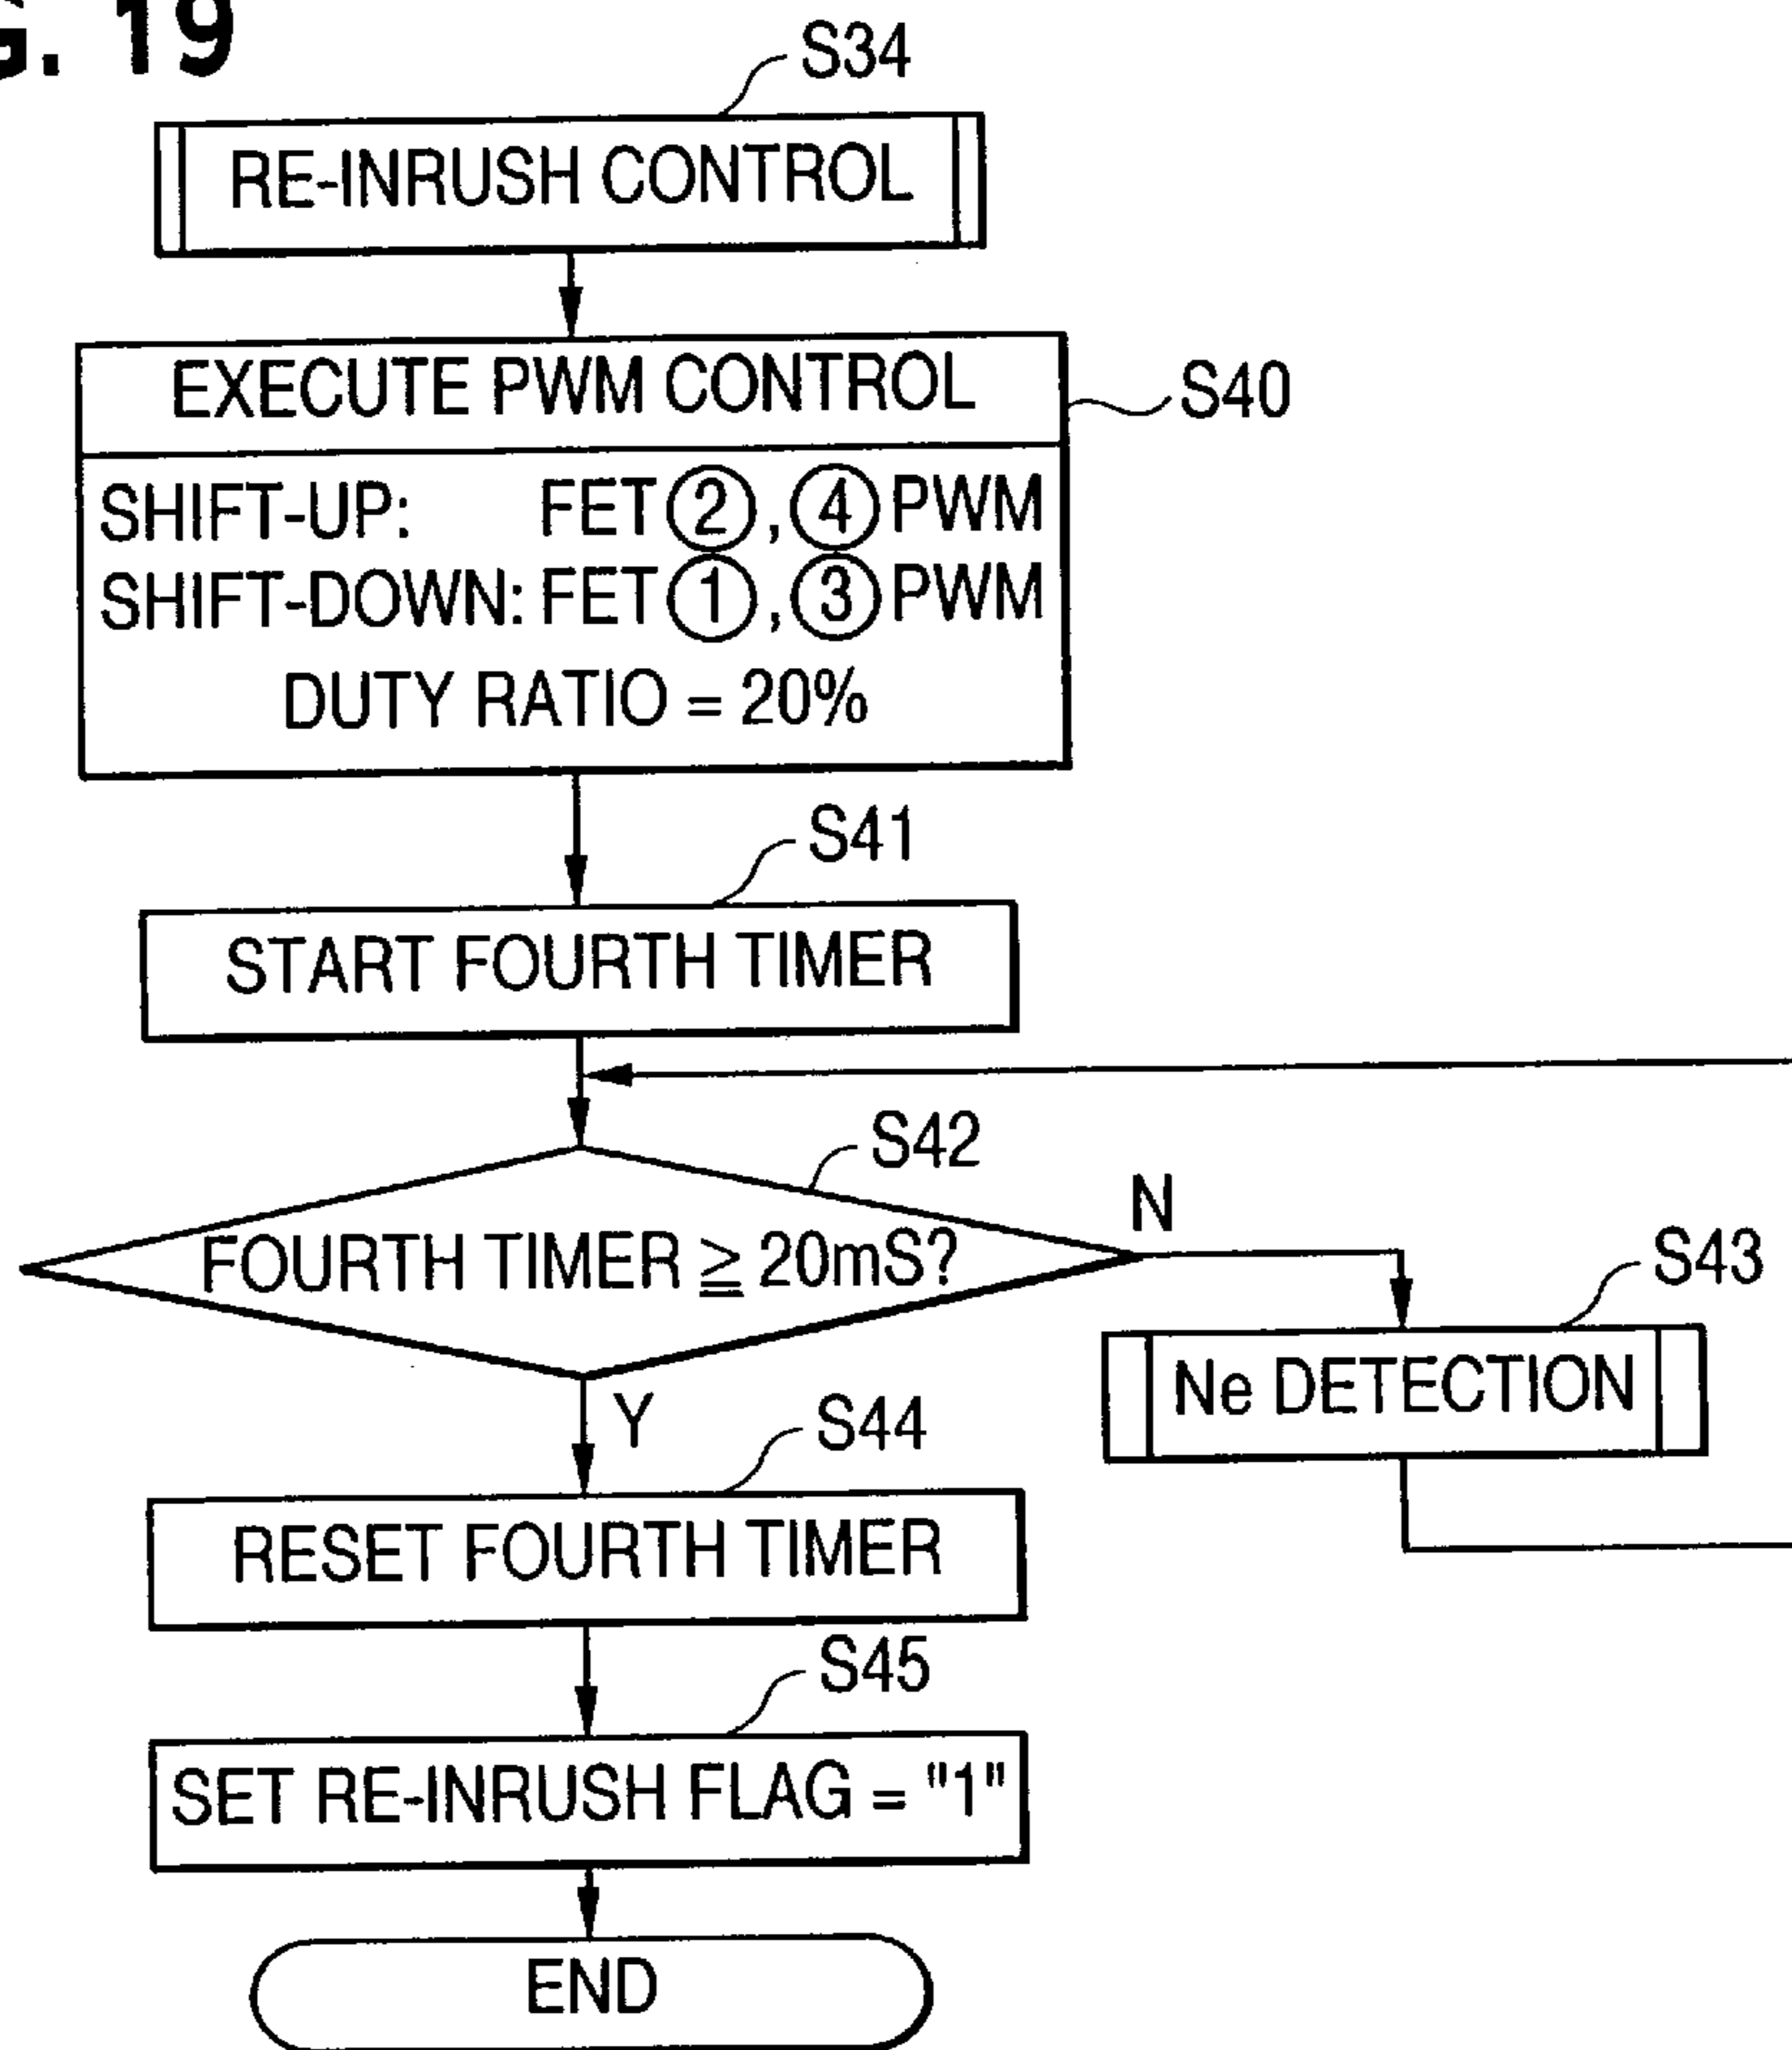 G. 19
S34
RE-INRUSH CONTROL
EXECUTE PWM CONTROL
S40
SHIFT-UP: FET ② , ④ PWM
SHIFT-DOWN: FET ① , ③ PWM
DUTY RATIO = 20%
S41
START FOURTH TIMER
S42
FOURTH TIMER ≧ 20mS?
N
S43
Ne DETECTION
Y
S44
RESET FOURTH TIMER
S45
SET RE-INRUSH FLAG = "1"
END